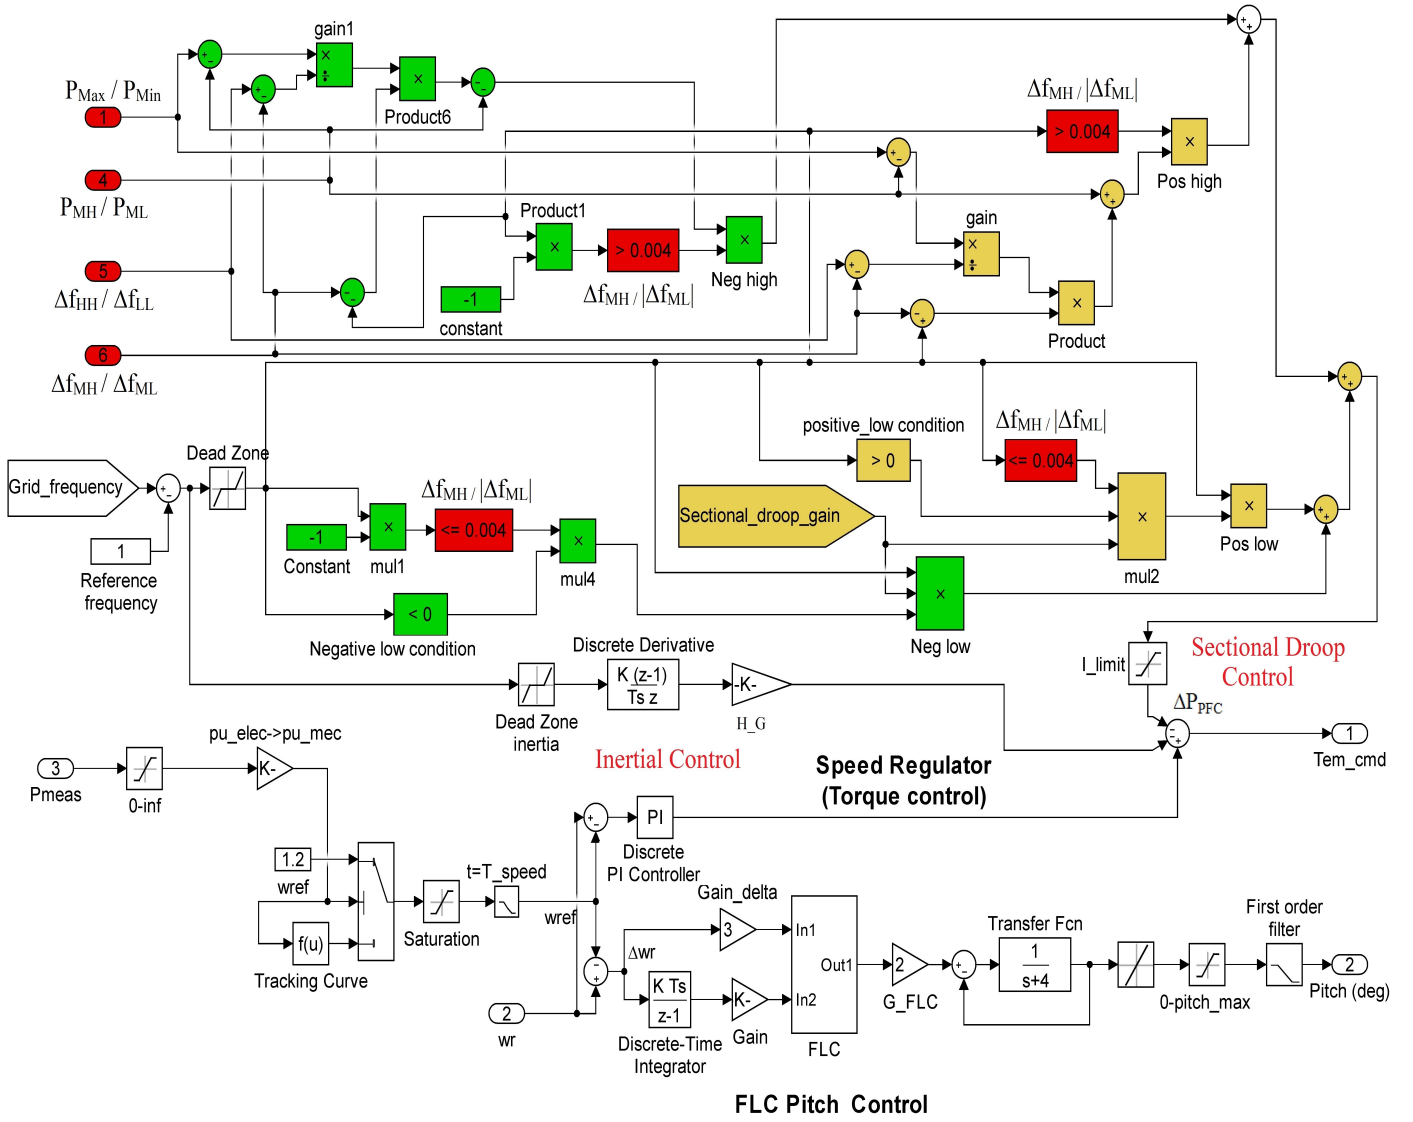 gain1
PMax / PMin
1
Product6
ΔfMH / |ΔfML|
> 0.004
Pos high
4
PMH / PML
Product1
gain
> 0.004
Neg high
5
ΔfHH / ΔfLL
-1
constant
ΔfMH / |ΔfML|
Product
6
ΔfMH / ΔfML
positive_low condition
ΔfMH / |ΔfML|
Dead Zone
> 0
<= 0.004
Grid_frequency
ΔfMH / |ΔfML|
Sectional_droop_gain
-1
Constant
mul1
<= 0.004
mul4
Pos low
1
Reference
frequency
mul2
< 0
Negative low condition
Neg low
Discrete Derivative
K (z-1)
Ts z
-K-
H_G
Dead Zone
inertia
I_limit
Sectional Droop
Control
ΔPPFC
pu_elec->pu_mec
Inertial Control
Speed Regulator
(Torque control)
1
Tem_cmd
3
Pmeas
0-inf
K-
PI
Discrete
PI Controller
1.2
wref
t=T_speed
wref
Gain_delta
3
f(u)
Tracking Curve
Saturation
Δwr
In1
Out1
In2
FLC
2
G_FLC
Transfer Fcn
1
s+4
First order
filter
0-pitch_max
2
Pitch (deg)
2
wr
K Ts
z-1
Discrete-Time
Integrator
K-
Gain
FLC Pitch Control